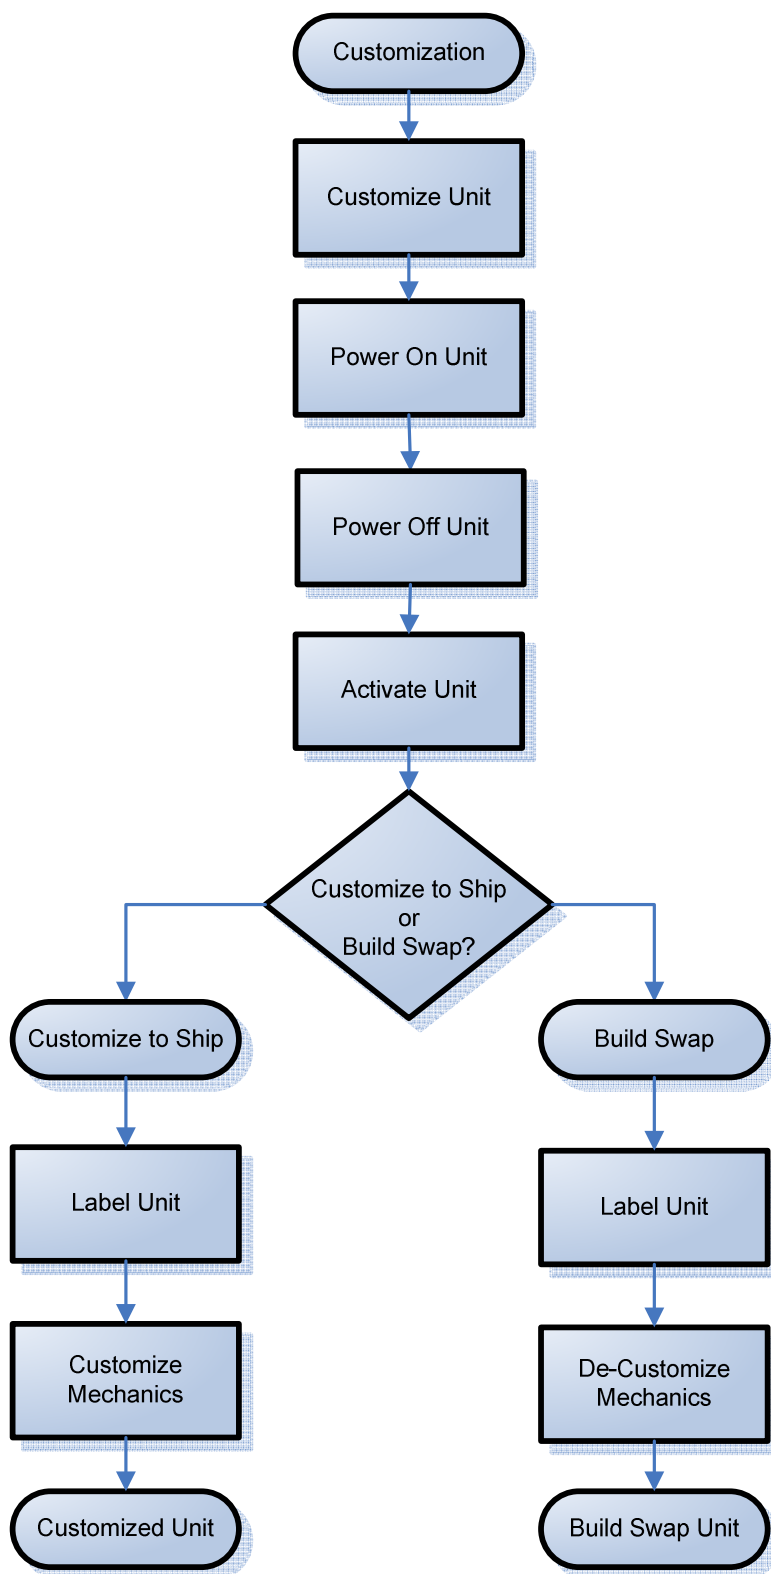 Customization
Customize Unit
Power On Unit
Power Off Unit
Activate Unit
Customize to Ship
or
Build Swap?
Customize to Ship
Label Unit
Customize
Mechanics
Customized Unit
Build Swap
Label Unit
De-Customize
Mechanics
Build Swap Unit